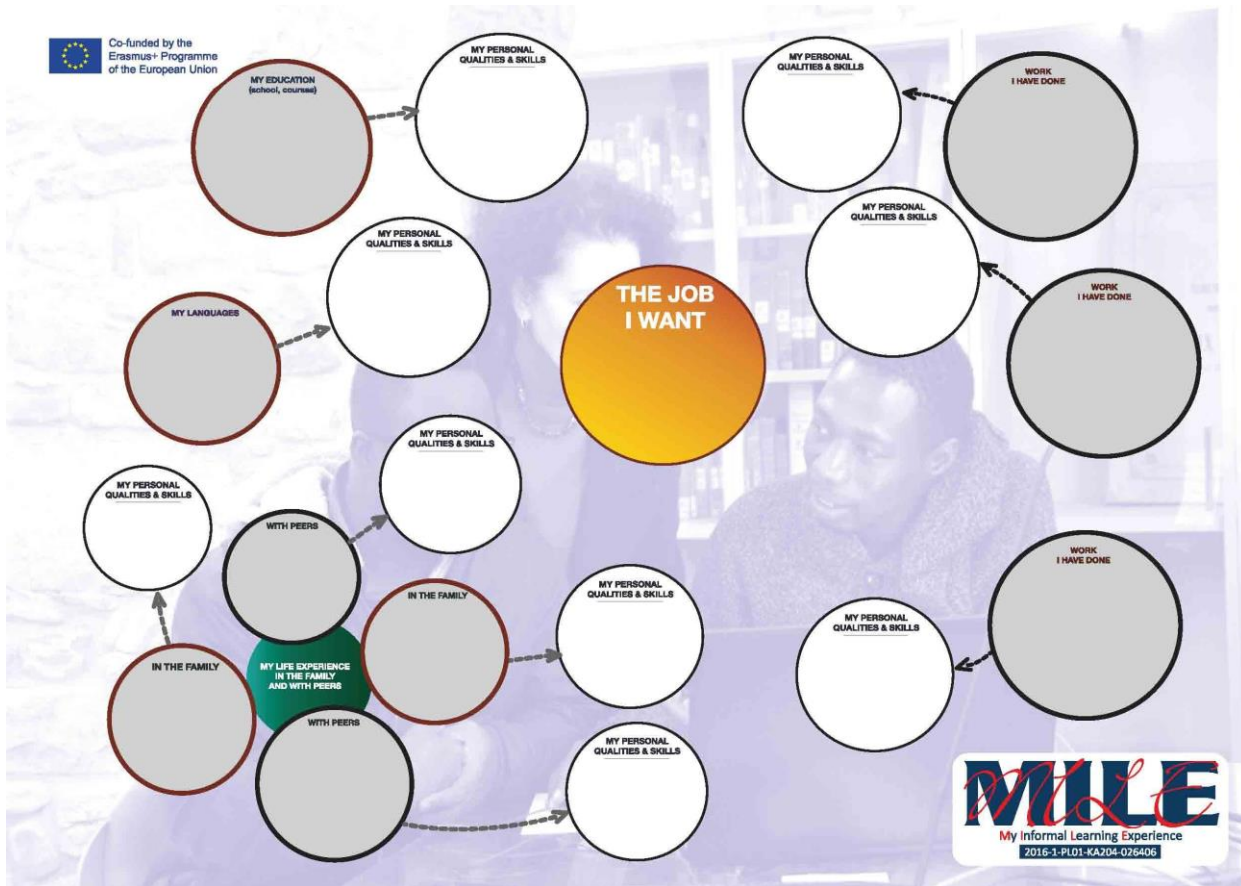 Co-funded by the
Erasmus+ Programme
of the European Union
MY EDUCATION
(school, courses)
MY PERSONAL
QUALITIES & SKILLS
MY PERSONAL
QUALITIES & SKILLS
WORK
I HAVE DONE
MY PERSONAL
QUALITIES & SKILLS
MY PERSONAL
QUALITIES & SKILLS
MY LANGUAGES
THE JOB
I WANT
WORK
I HAVE DONE
MY PERSONAL
QUALITIES & SKILLS
MY PERSONAL
QUALITIES & SKILLS
WITH PEERS
IN THE FAMILY
MY PERSONAL
QUALITIES & SKILLS
WORK
I HAVE DONE
MY PERSONAL
QUALITIES & SKILLS
IN THE FAMILY
MY LIFE EXPERIENCE
IN THE FAMILY
AND WITH PEERS
WITH PEERS
MY PERSONAL
QUALITIES & SKILLS
MILE
MILE
My Informal Learning Experience
2016-1-PL01-KA204-026406